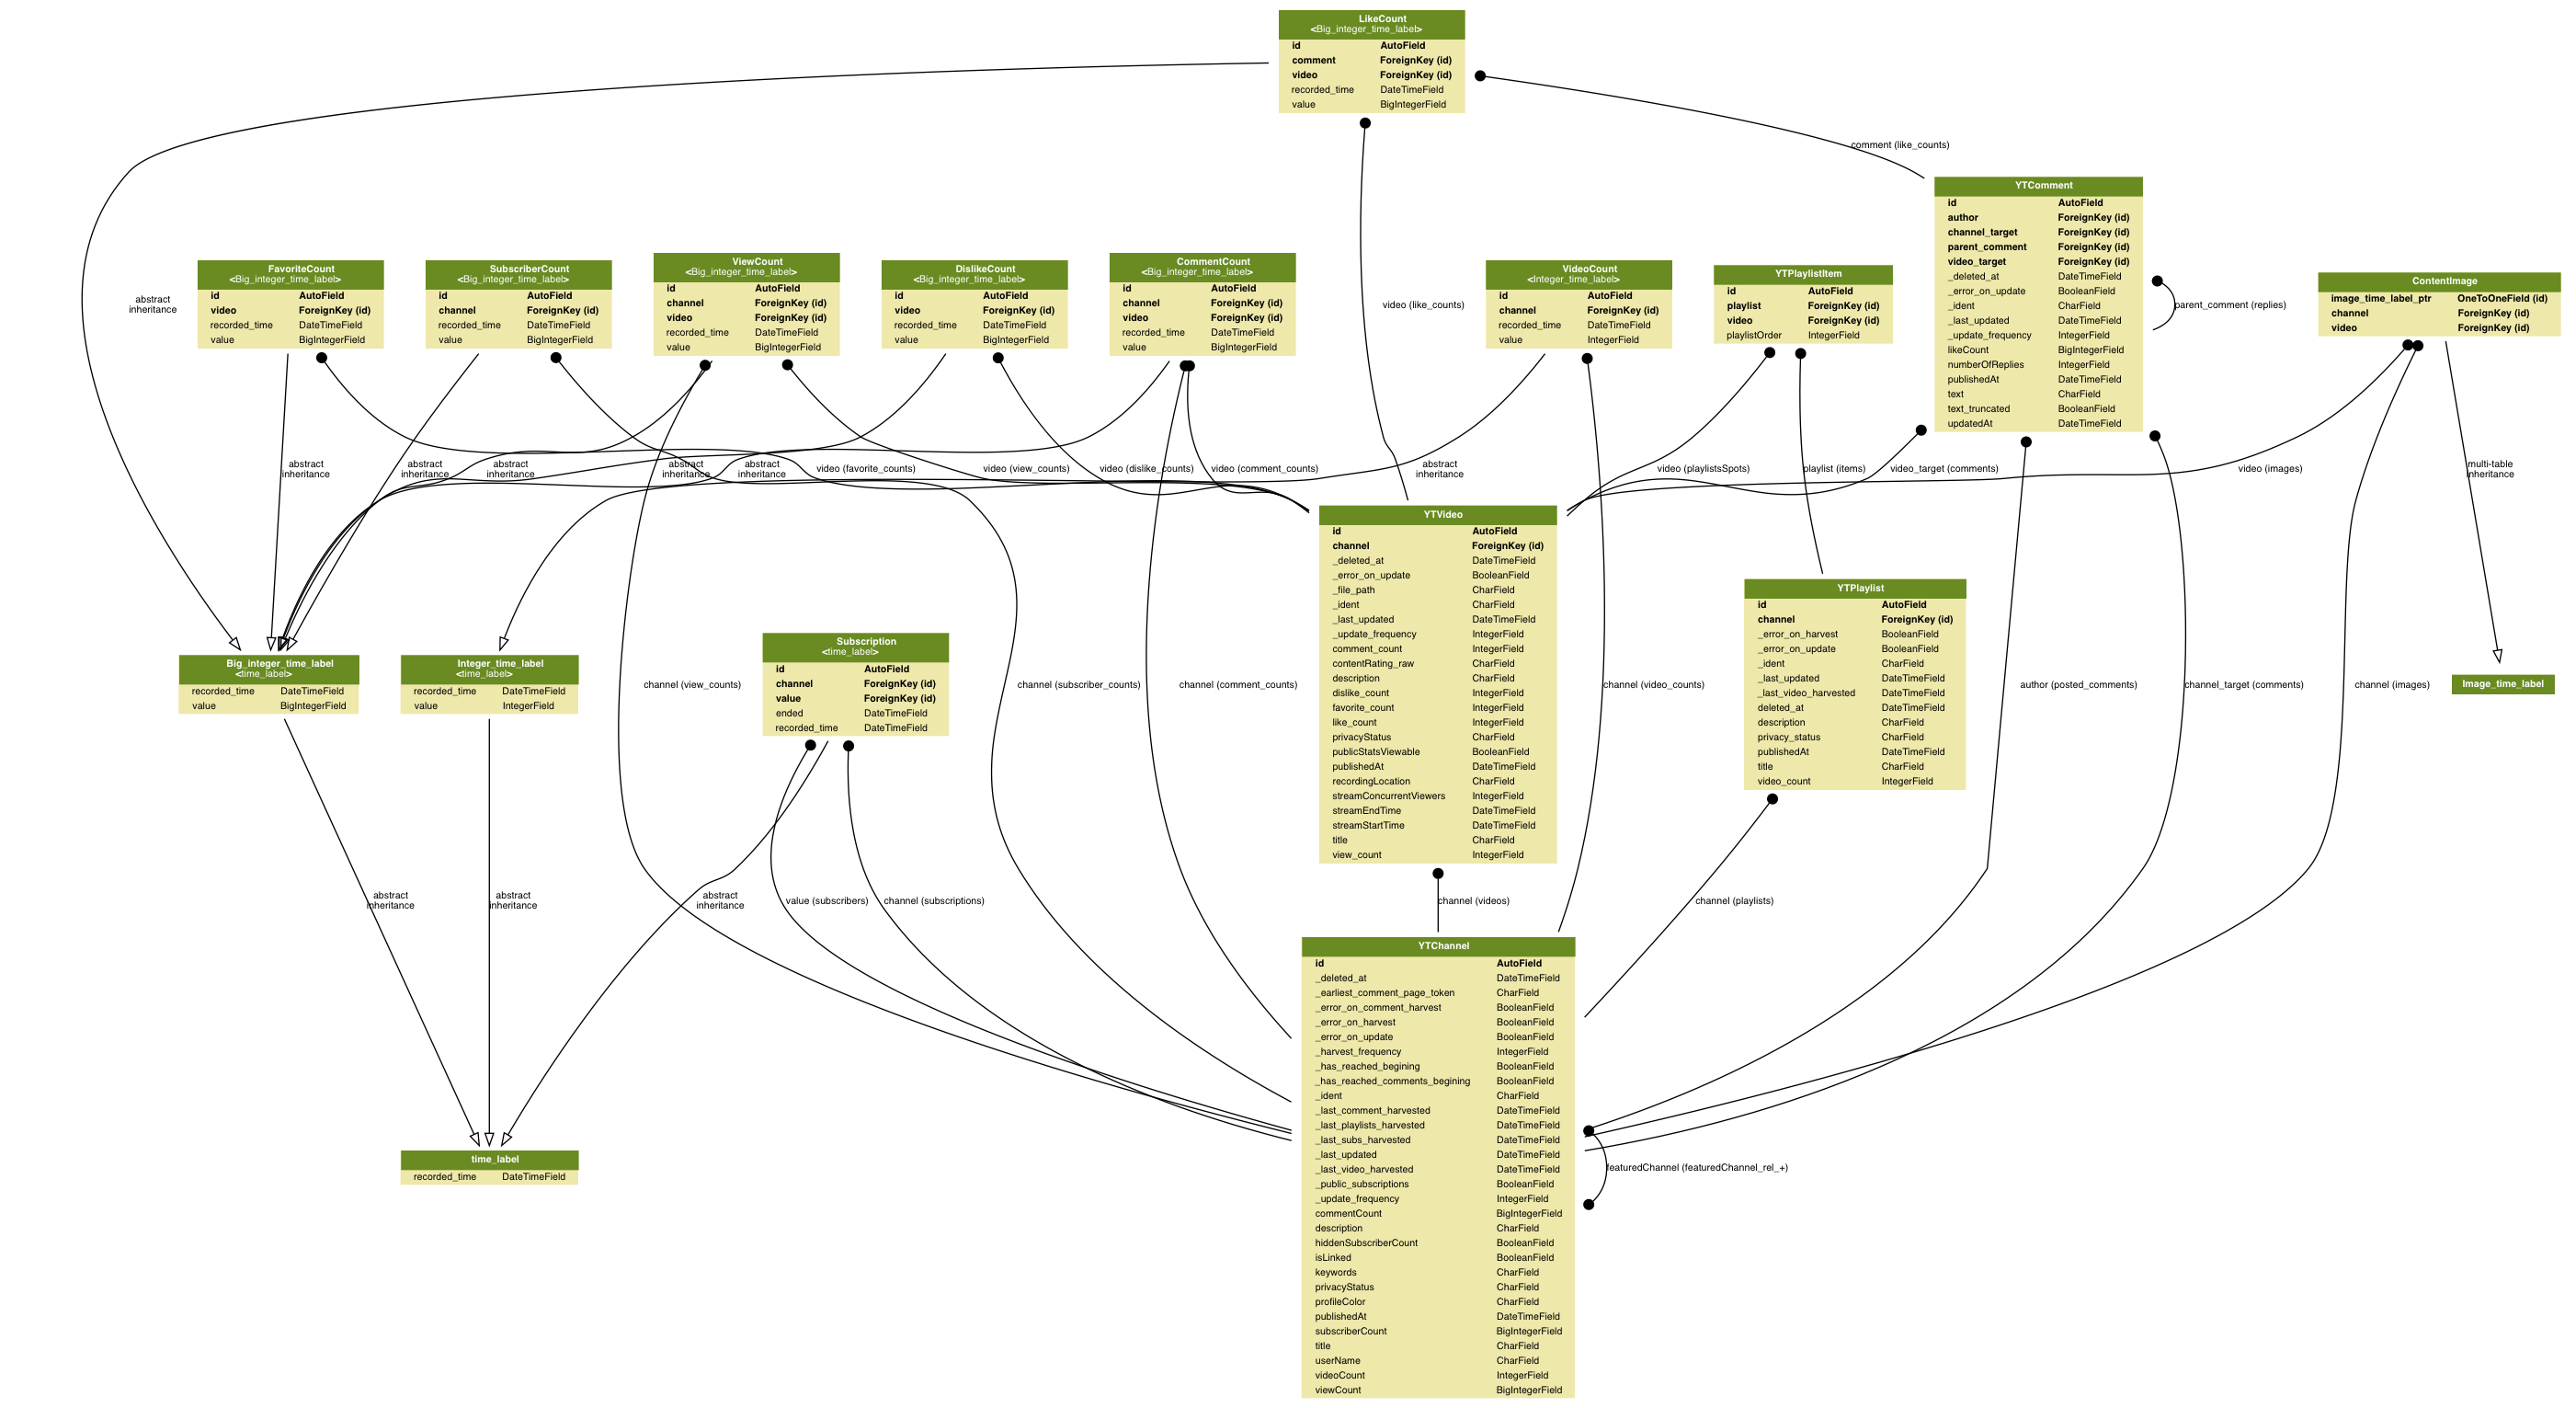 LikeCount
<Big_integer_time_label>
id AutoField
comment ForeignKey (id)
video ForeignKey (id)
recorded_time DateTimeField
value BigIntegerField
comment (like_counts)
YTComment
id AutoField
author ForeignKey (id)
channel_target ForeignKey (id)
parent_comment ForeignKey (id)
video_target ForeignKey (id)
_deleted_at DateTimeField
_error_on_update BooleanField
_ident CharField
_last_updated DateTimeField
_update_frequency IntegerField
likeCount BigIntegerField
numberOfReplies IntegerField
publishedAt DateTimeField
text CharField
text_truncated BooleanField
updatedAt DateTimeField
parent_comment (replies)
abstract
inheritance
FavoriteCount
<Big_integer_time_label>
id AutoField
video ForeignKey (id)
recorded_time DateTimeField
value BigIntegerField
SubscriberCount
<Big_integer_time_label>
id AutoField
channel ForeignKey (id)
recorded_time DateTimeField
value BigIntegerField
ViewCount
<Big_integer_time_label>
id AutoField
channel ForeignKey (id)
video ForeignKey (id)
recorded_time DateTimeField
value BigIntegerField
DislikeCount
<Big_integer_time_label>
id AutoField
video ForeignKey (id)
recorded_time DateTimeField
value BigIntegerField
CommentCount
<Big_integer_time_label>
id AutoField
channel ForeignKey (id)
video ForeignKey (id)
recorded_time DateTimeField
value BigIntegerField
video (like_counts)
VideoCount
<Integer_time_label>
id AutoField
channel ForeignKey (id)
recorded_time DateTimeField
value IntegerField
YTPlaylistItem
id AutoField
playlist ForeignKey (id)
video ForeignKey (id)
playlistOrder IntegerField
ContentImage
image_time_label_ptr OneToOneField (id)
channel ForeignKey (id)
video ForeignKey (id)
abstract
inheritance
abstract
inheritance
abstract
inheritance
abstract
inheritance
abstract
inheritance
video (favorite_counts)
video (view_counts)
video (dislike_counts)
video (comment_counts)
abstract
inheritance
video (playlistsSpots)
playlist (items)
video_target (comments)
video (images)
multi-table
inheritance
YTVideo
id AutoField
channel ForeignKey (id)
_deleted_at DateTimeField
_error_on_update BooleanField
_file_path CharField
_ident CharField
_last_updated DateTimeField
_update_frequency IntegerField
comment_count IntegerField
contentRating_raw CharField
description CharField
dislike_count IntegerField
favorite_count IntegerField
like_count IntegerField
privacyStatus CharField
publicStatsViewable BooleanField
publishedAt DateTimeField
recordingLocation CharField
streamConcurrentViewers IntegerField
streamEndTime DateTimeField
streamStartTime DateTimeField
title CharField
view_count IntegerField
YTPlaylist
id AutoField
channel ForeignKey (id)
_error_on_harvest BooleanField
_error_on_update BooleanField
_ident CharField
_last_updated DateTimeField
_last_video_harvested DateTimeField
deleted_at DateTimeField
description CharField
privacy_status CharField
publishedAt DateTimeField
title CharField
video_count IntegerField
Big_integer_time_label
<time_label>
recorded_time DateTimeField
value BigIntegerField
Integer_time_label
<time_label>
recorded_time DateTimeField
value IntegerField
channel (view_counts)
Subscription
<time_label>
id AutoField
channel ForeignKey (id)
value ForeignKey (id)
ended DateTimeField
recorded_time DateTimeField
channel (subscriber_counts)
channel (comment_counts)
channel (video_counts)
author (posted_comments)
channel_target (comments)
channel (images)
Image_time_label
abstract
inheritance
abstract
inheritance
abstract
inheritance
value (subscribers)
channel (subscriptions)
channel (videos)
channel (playlists)
YTChannel
id AutoField
_deleted_at DateTimeField
_earliest_comment_page_token CharField
_error_on_comment_harvest BooleanField
_error_on_harvest BooleanField
_error_on_update BooleanField
_harvest_frequency IntegerField
_has_reached_begining BooleanField
_has_reached_comments_begining BooleanField
_ident CharField
_last_comment_harvested DateTimeField
_last_playlists_harvested DateTimeField
_last_subs_harvested DateTimeField
_last_updated DateTimeField
_last_video_harvested DateTimeField
_public_subscriptions BooleanField
_update_frequency IntegerField
commentCount BigIntegerField
description CharField
hiddenSubscriberCount BooleanField
isLinked BooleanField
keywords CharField
privacyStatus CharField
profileColor CharField
publishedAt DateTimeField
subscriberCount BigIntegerField
title CharField
userName CharField
videoCount IntegerField
viewCount BigIntegerField
featuredChannel (featuredChannel_rel_+)
time_label
recorded_time DateTimeField